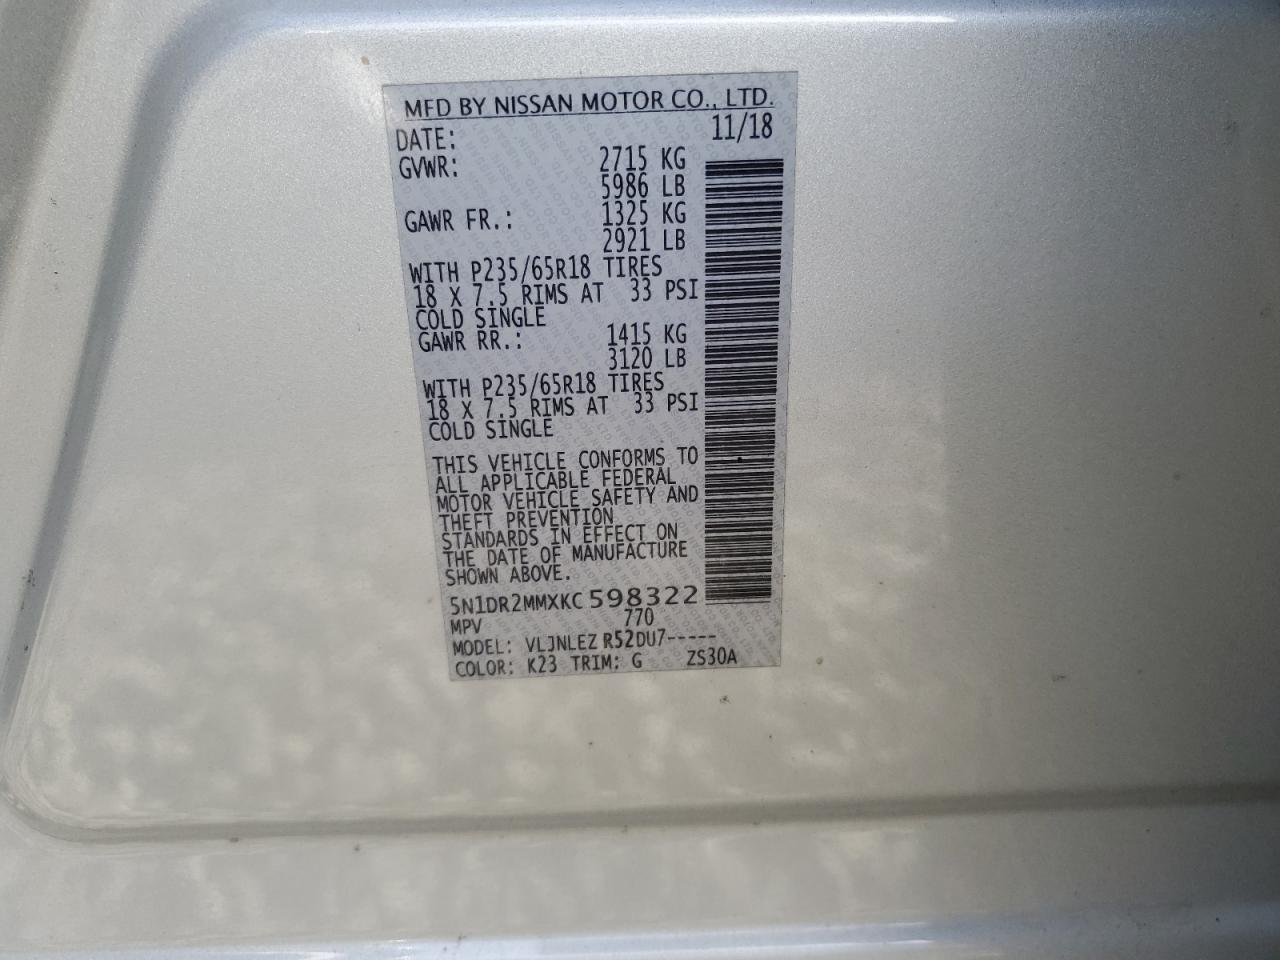 MFD BY NISSAN MOTOR CO., LTD.
DATE: 11/18
GVWR: 2715 KG
5986 LB
GAWR FR.: 1325 KG
2921 LB
WITH P235/65R18 TIRES
18 X 7.5 RIMS AT 33 PSI
COLD SINGLE
GAWR RR.: 1415 KG
3120 LB
WITH P235/65R18 TIRES
18 X 7.5 RIMS AT 33 PSI
COLD SINGLE
THIS VEHICLE CONFORMS TO
ALL APPLICABLE FEDERAL
MOTOR VEHICLE SAFETY AND
THEFT PREVENTION
STANDARDS IN EFFECT ON
THE DATE OF MANUFACTURE
SHOWN ABOVE.
5N1DR2MMXKC598322
MPV 770
MODEL: VLJNLEZ R52DU7-----
COLOR: K23 TRIM: G ZS30A